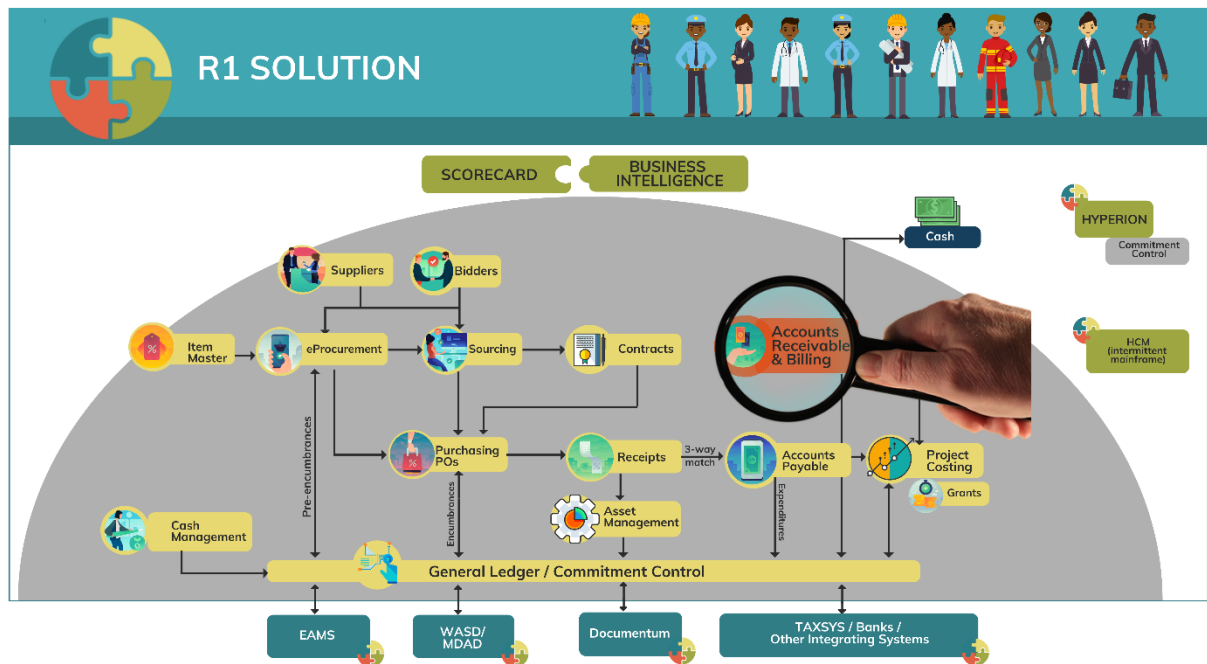 R1 SOLUTION
SCORECARD
BUSINESS
INTELLIGENCE
Cash
HYPERION
Commitment
Control
Suppliers
Bidders
Item
Master
eProcurement
Sourcing
Contracts
Accounts
Receivable
& Billing
HCM
(intermittent
mainframe)
Pre-encumbrances
Purchasing
POs
Receipts
3-way
match
Accounts
Payable
Project
Costing
Grants
Encumbrances
Expenditures
Asset
Management
Cash
Management
General Ledger / Commitment Control
EAMS
WASD/
MDAD
Documentum
TAXSYS / Banks /
Other Integrating Systems